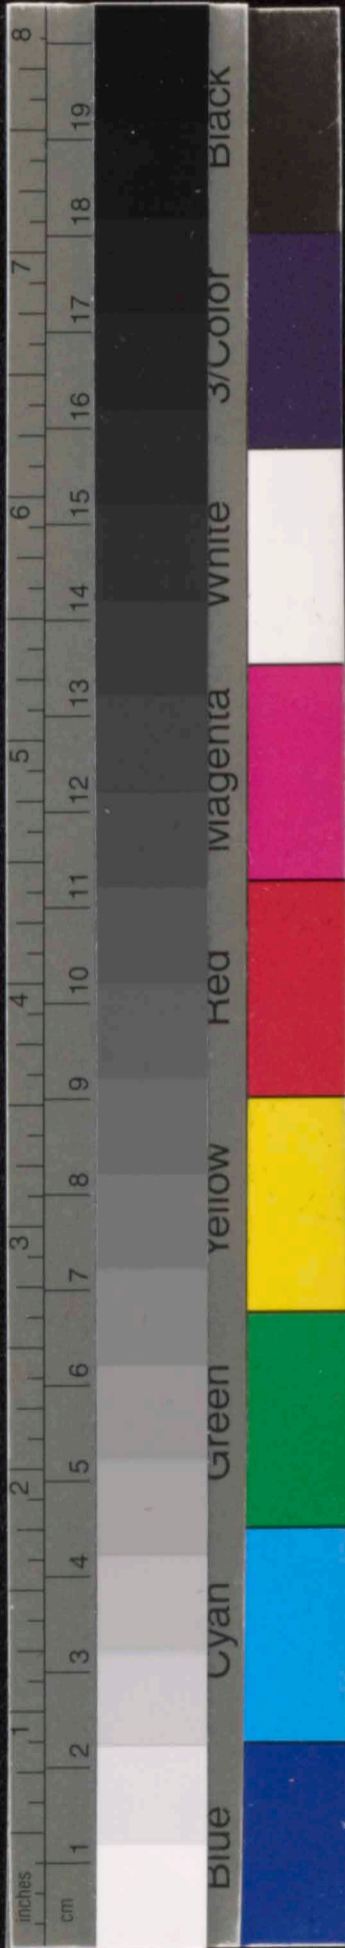 inches 1 2 3 4 5 6 7 8
cm 1 2 3 4 5 6 7 8 9 10 11 12 13 14 15 16 17 18 19
Blue Cyan Green Yellow Red Magenta White 3/Color Black